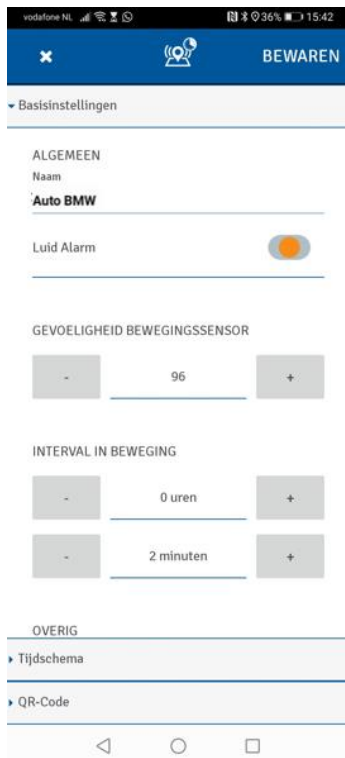 vodafone NL 36% 15:42
BEWAREN
Basisinstellingen
ALGEMEEN
Naam
Auto BMW
Luid Alarm
GEVOELIGHEID BEWEGINGSSENSOR
- 96 +
INTERVAL IN BEWEGING
- 0 uren +
- 2 minuten +
OVERIG
Tijdschema
QR-Code